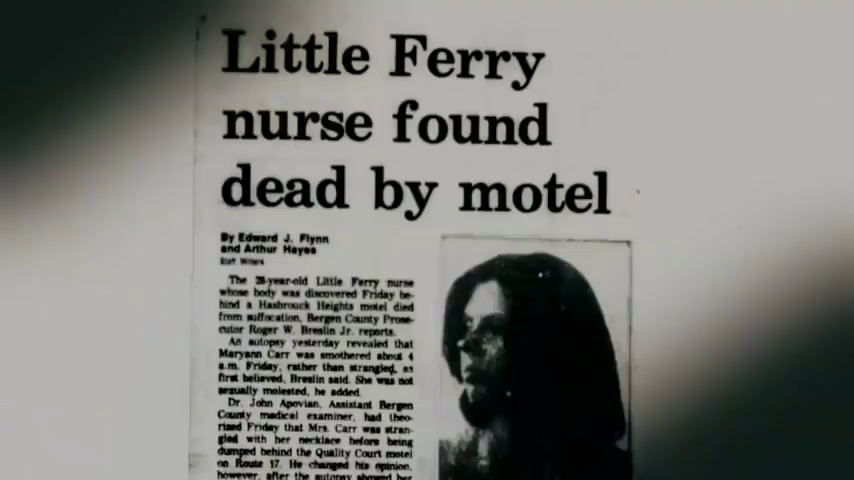 Little Ferry
nurse found
dead by motel
By Edward J. Flynn
and Arthur Hayes
Staff Writers
The 28-year-old Little Ferry nurse
whose body was discovered Friday be-
hind a Hasbrouck Heights motel died
from suffocation, Bergen County Prose-
cutor Roger W. Breslin Jr. reports.
An autopsy yesterday revealed that
Maryann Carr was smothered about 4
a.m. Friday, rather than strangled, as
first believed, Breslin said. She was not
sexually molested, he added.
Dr. John Apovian, Assistant Bergen
County medical examiner, had theo-
rized Friday that Mrs. Carr was stran-
gled with her necklace before being
dumped behind the Quality Court motel
on Route 17. He changed his opinion,
however, after the autopsy showed her